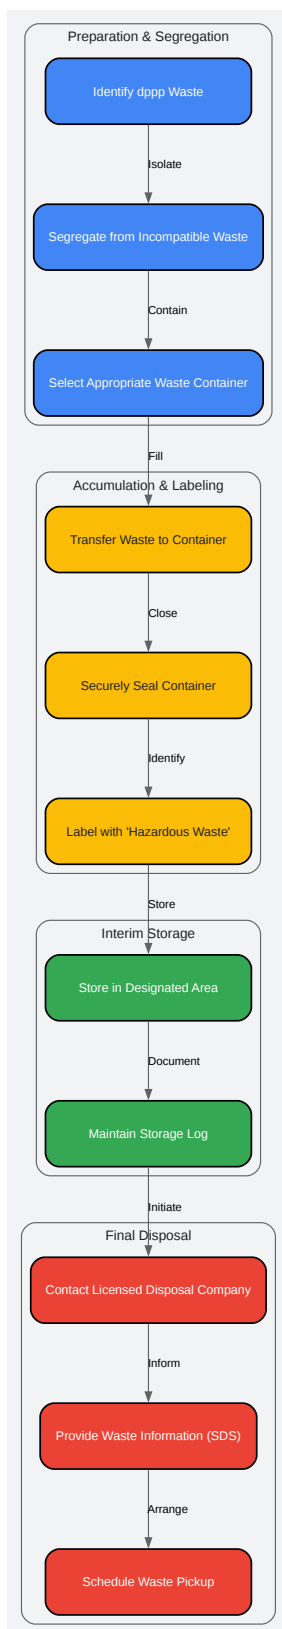 Preparation & Segregation
Identify dppp Waste
Isolate
Segregate from Incompatible Waste
Contain
Select Appropriate Waste Container
Fill
Accumulation & Labeling
Transfer Waste to Container
Close
Securely Seal Container
Identify
Label with 'Hazardous Waste'
Store
Interim Storage
Store in Designated Area
Document
Maintain Storage Log
Initiate
Final Disposal
Contact Licensed Disposal Company
Inform
Provide Waste Information (SDS)
Arrange
Schedule Waste Pickup